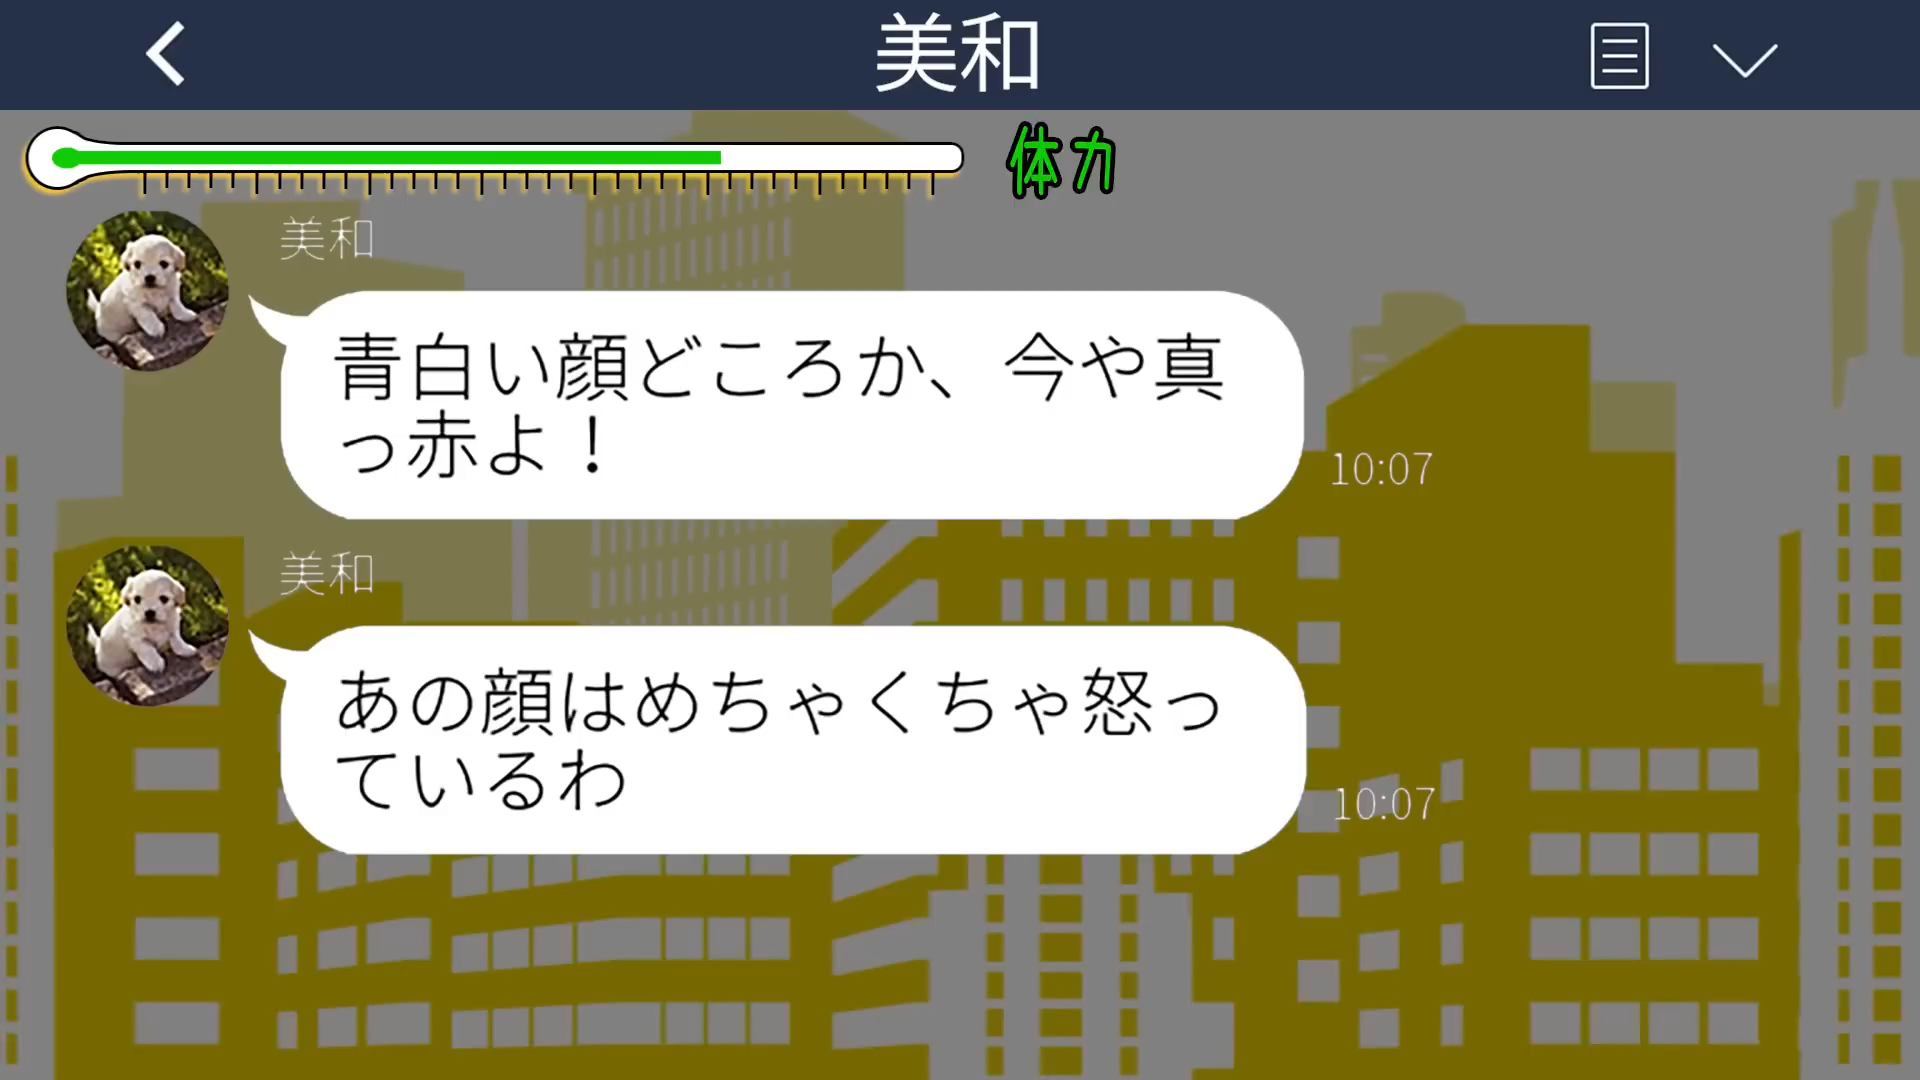 美和
体力
美和
青白い顔どころか、今や真
っ赤よ！
10:07
美和
あの顔はめちゃくちゃ怒っ
ているわ
10:07